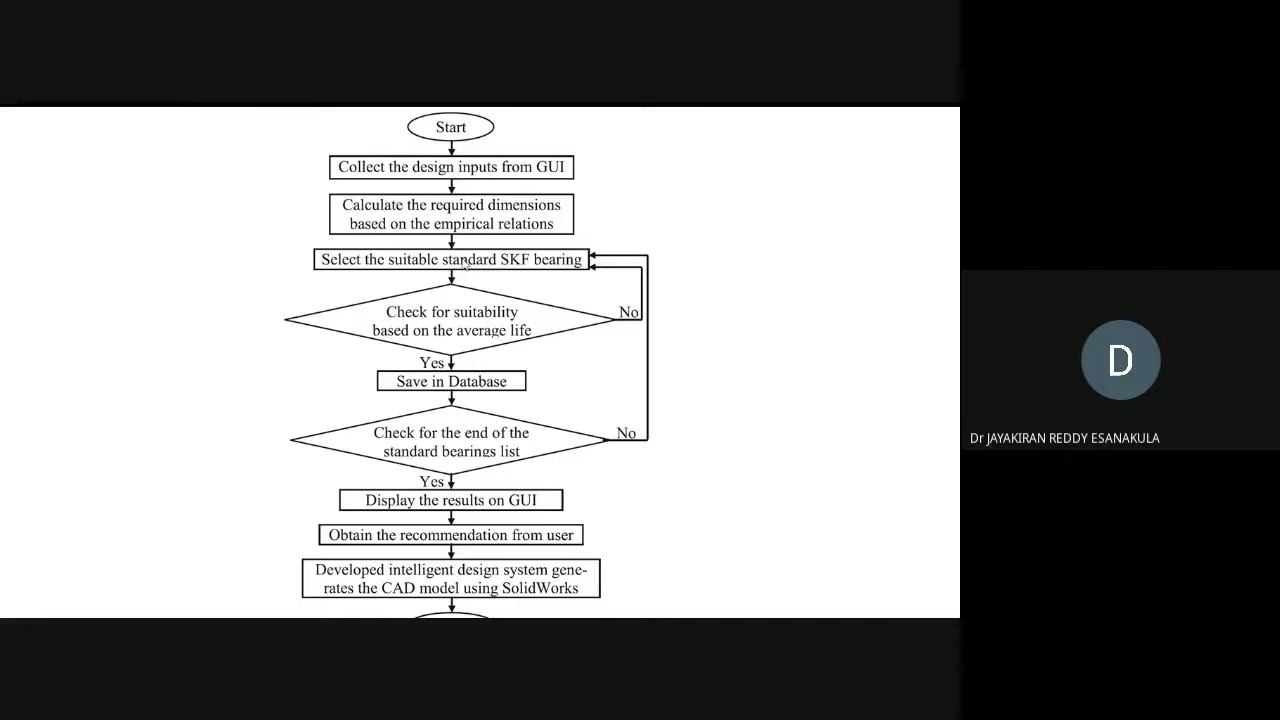 Start
Collect the design inputs from GUI
Calculate the required dimensions
based on the empirical relations
Select the suitable standard SKF bearing
Check for suitability
based on the average life
No
Yes
Save in Database
Check for the end of the
standard bearings list
No
Yes
Display the results on GUI
Obtain the recommendation from user
Developed intelligent design system gene-
rates the CAD model using SolidWorks
D
Dr JAYAKIRAN REDDY ESANAKULA